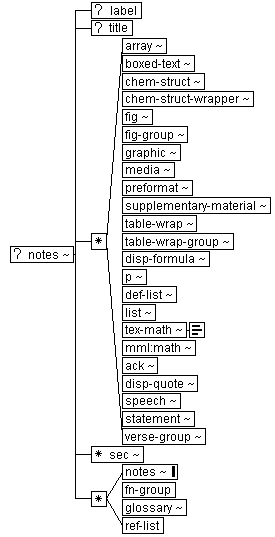 ? label
? title
array ~
boxed-text ~
chem-struct ~
chem-struct-wrapper ~
fig ~
fig-group ~
graphic ~
media ~
preformat ~
supplementary-material ~
table-wrap ~
* table-wrap-group ~
? notes ~
disp-formula ~
p ~
def-list ~
list ~
tex-math ~
mml:math ~
ack ~
disp-quote ~
speech ~
statement ~
verse-group ~
* sec ~
notes ~
fn-group
*
glossary ~
ref-list